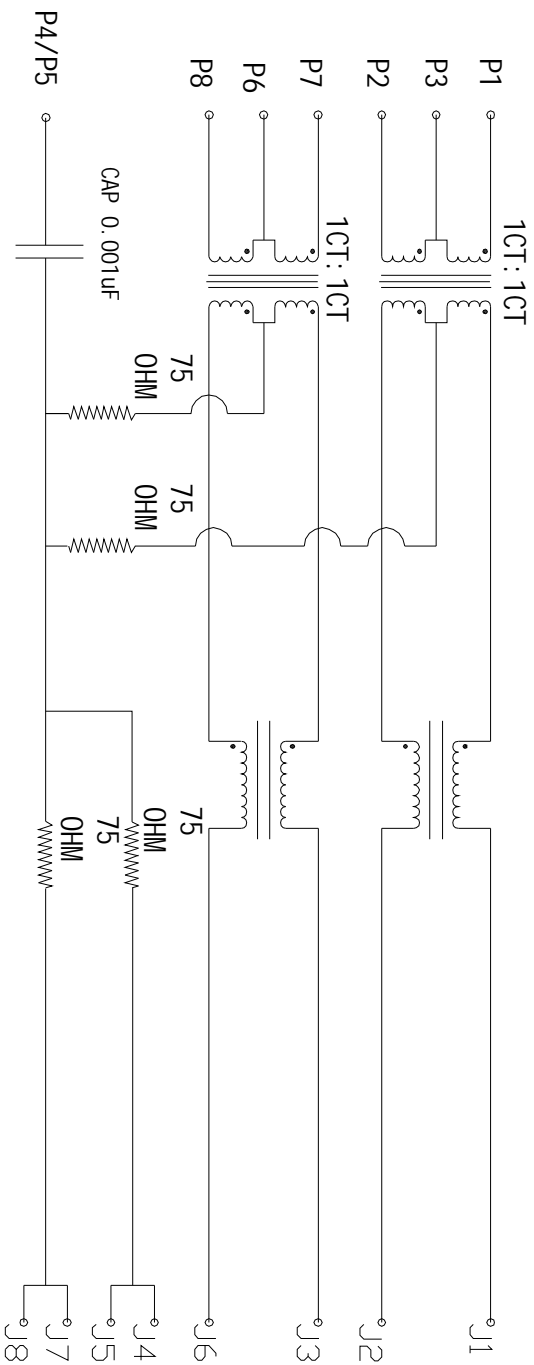 P1
P3
P2
P7
P6
P8
P4/P5
1CT:1CT
1CT:1CT
CAP 0.001uF
75
OHM
75
OHM
75
OHM
75
OHM
J1
J2
J3
J6
J4
J5
J7
J8